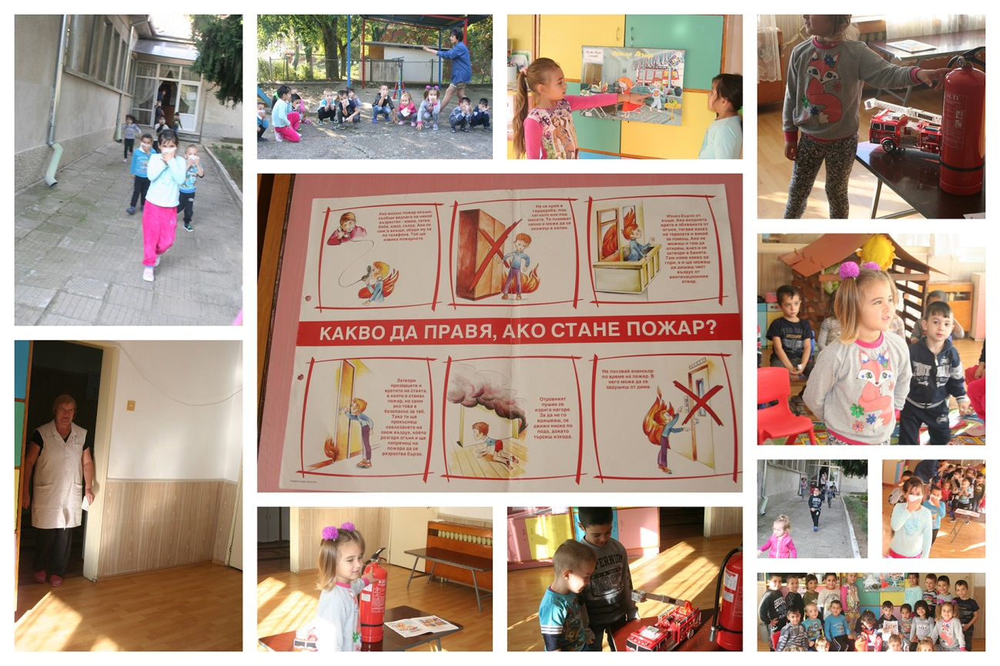 Ако видиш пожар вкъщи,
съобщи веднага на някой
възрастен - мама, татко,
баба, дядо, съсед. Ако си
сам в къщи, обади му се
по телефона. Той ще
извика пожарната.
Не се крий в
гардероба, под
леглото или под
масата. Те пламват
лесно и може да се
окажеш в капан.
Излез бързо от
къщи. Ако входната
врата е обхваната от
огъня, тогава излез
на терасата и викай
за помощ. Ако не
можеш и там да
отидеш, влез и се
затвори в банята.
Там няма какво да
гори, а и ще можеш
да дишаш чист
въздух от
вентилационния
отвор.
КАКВО ДА ПРАВЯ, АКО СТАНЕ ПОЖАР?
Затвори
прозорците и
вратите на стаята,
в която е станал
пожар, но само
ако това е
безопасно за теб.
Така ти ще
прекъснеш
навлизането на
свеж въздух, който
разгаря огъня и ще
попречиш на
пожара да се
разраства бързо.
Отровният
пушек се
издига нагоре.
За да не го
вдишваш, се
движи ниско по
пода, докато
търсиш изхода.
Не ползвай асансьор
по време на пожар. В
него може да се
задушиш от дима.